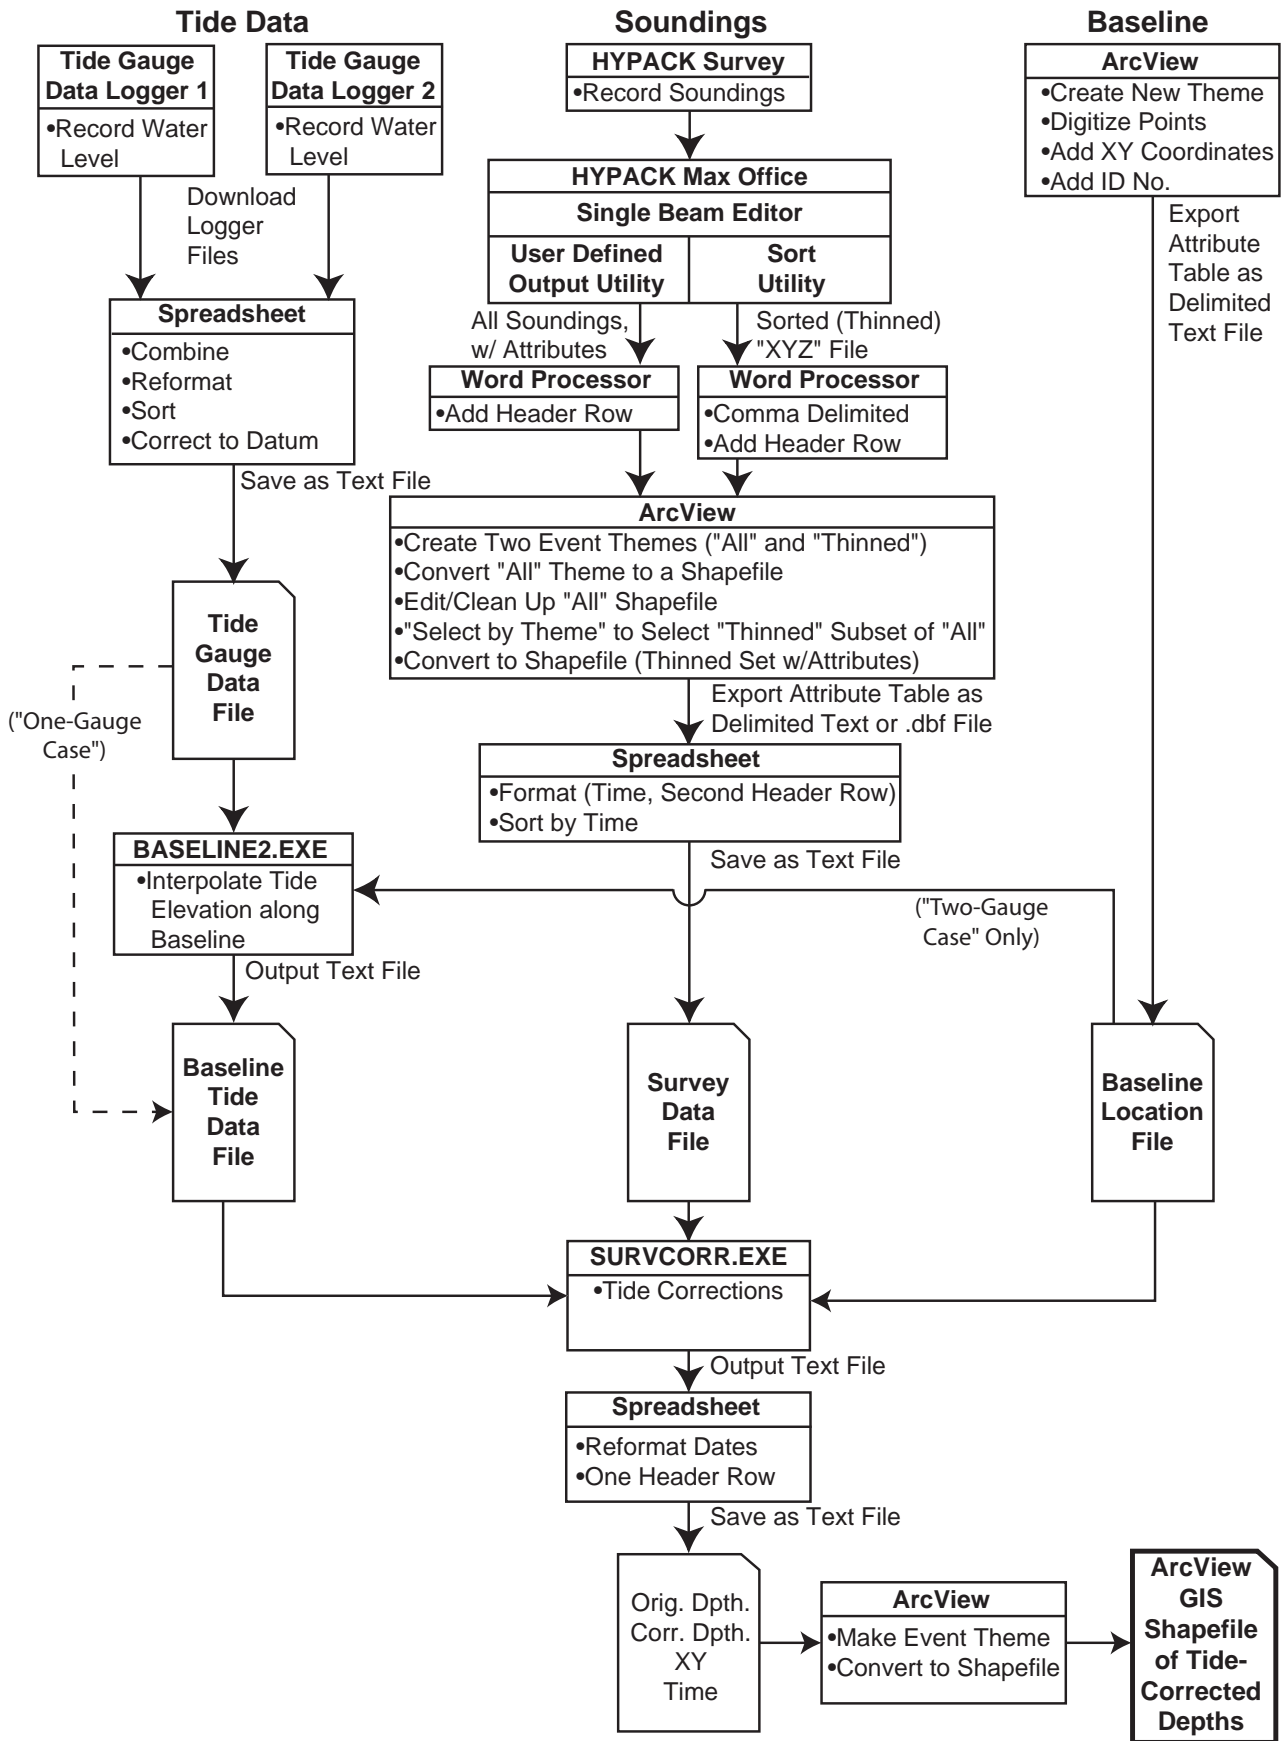 Tide Data
Tide Gauge
Data Logger 1
•Record Water
Level
Tide Gauge
Data Logger 2
•Record Water
Level
Download
Logger
Files
Spreadsheet
•Combine
•Reformat
•Sort
•Correct to Datum
Save as Text File
Tide
Gauge
Data
File
("One-Gauge
Case")
BASELINE2.EXE
•Interpolate Tide
Elevation along
Baseline
Output Text File
Baseline
Tide
Data
File
Soundings
HYPACK Survey
•Record Soundings
HYPACK Max Office
Single Beam Editor
User Defined
Output Utility
Sort
Utility
All Soundings,
w/ Attributes
Sorted (Thinned)
"XYZ" File
Word Processor
•Add Header Row
Word Processor
•Comma Delimited
•Add Header Row
ArcView
•Create Two Event Themes ("All" and "Thinned")
•Convert "All" Theme to a Shapefile
•Edit/Clean Up "All" Shapefile
•"Select by Theme" to Select "Thinned" Subset of "All"
•Convert to Shapefile (Thinned Set w/Attributes)
Export Attribute Table as
Delimited Text or .dbf File
Spreadsheet
•Format (Time, Second Header Row)
•Sort by Time
Save as Text File
Survey
Data
File
Baseline
ArcView
•Create New Theme
•Digitize Points
•Add XY Coordinates
•Add ID No.
Export
Attribute
Table as
Delimited
Text File
("Two-Gauge
Case" Only)
Baseline
Location
File
SURVCORR.EXE
•Tide Corrections
Output Text File
Spreadsheet
•Reformat Dates
•One Header Row
Save as Text File
Orig. Dpth.
Corr. Dpth.
XY
Time
ArcView
•Make Event Theme
•Convert to Shapefile
ArcView
GIS
Shapefile
of Tide-
Corrected
Depths